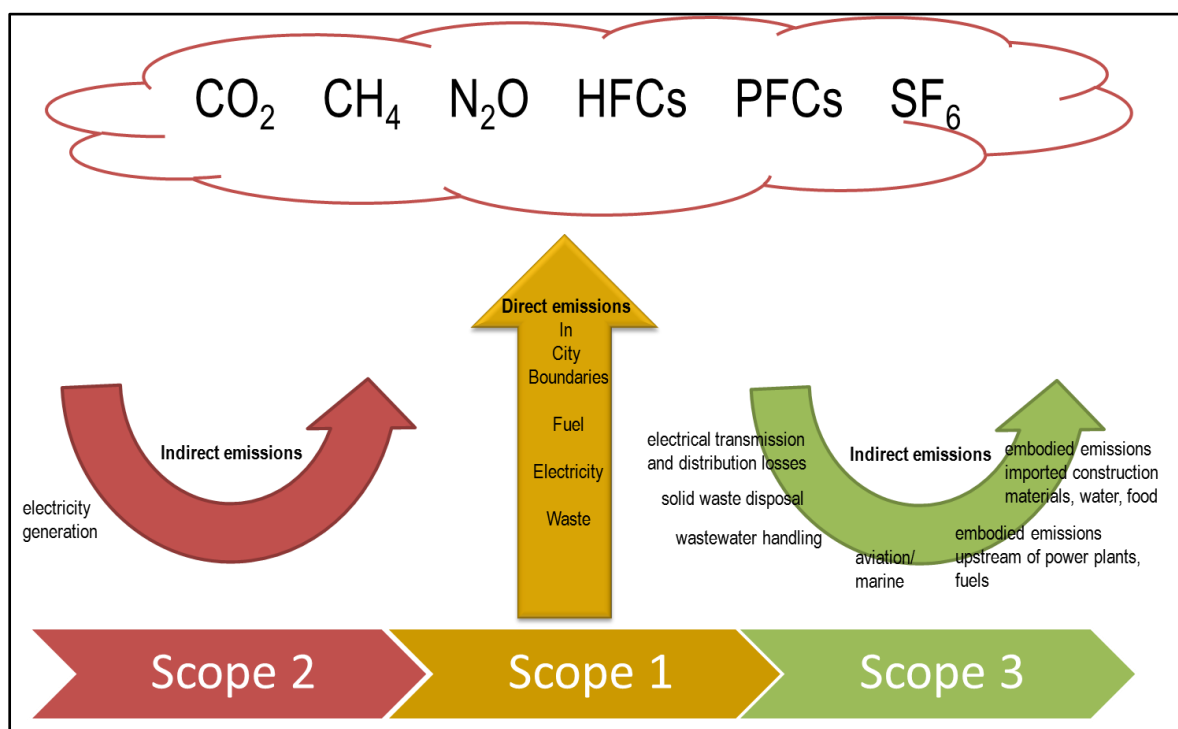 CO₂ CH₄ N₂O HFCs PFCs SF₆
Direct emissions
In
City
Boundaries
Fuel
Electricity
Waste
Indirect emissions
electricity
generation
electrical transmission
and distribution losses
solid waste disposal
wastewater handling
aviation/
marine
Indirect emissions
embodied emissions
imported construction
materials, water, food
embodied emissions
upstream of power plants,
fuels
Scope 2
Scope 1
Scope 3